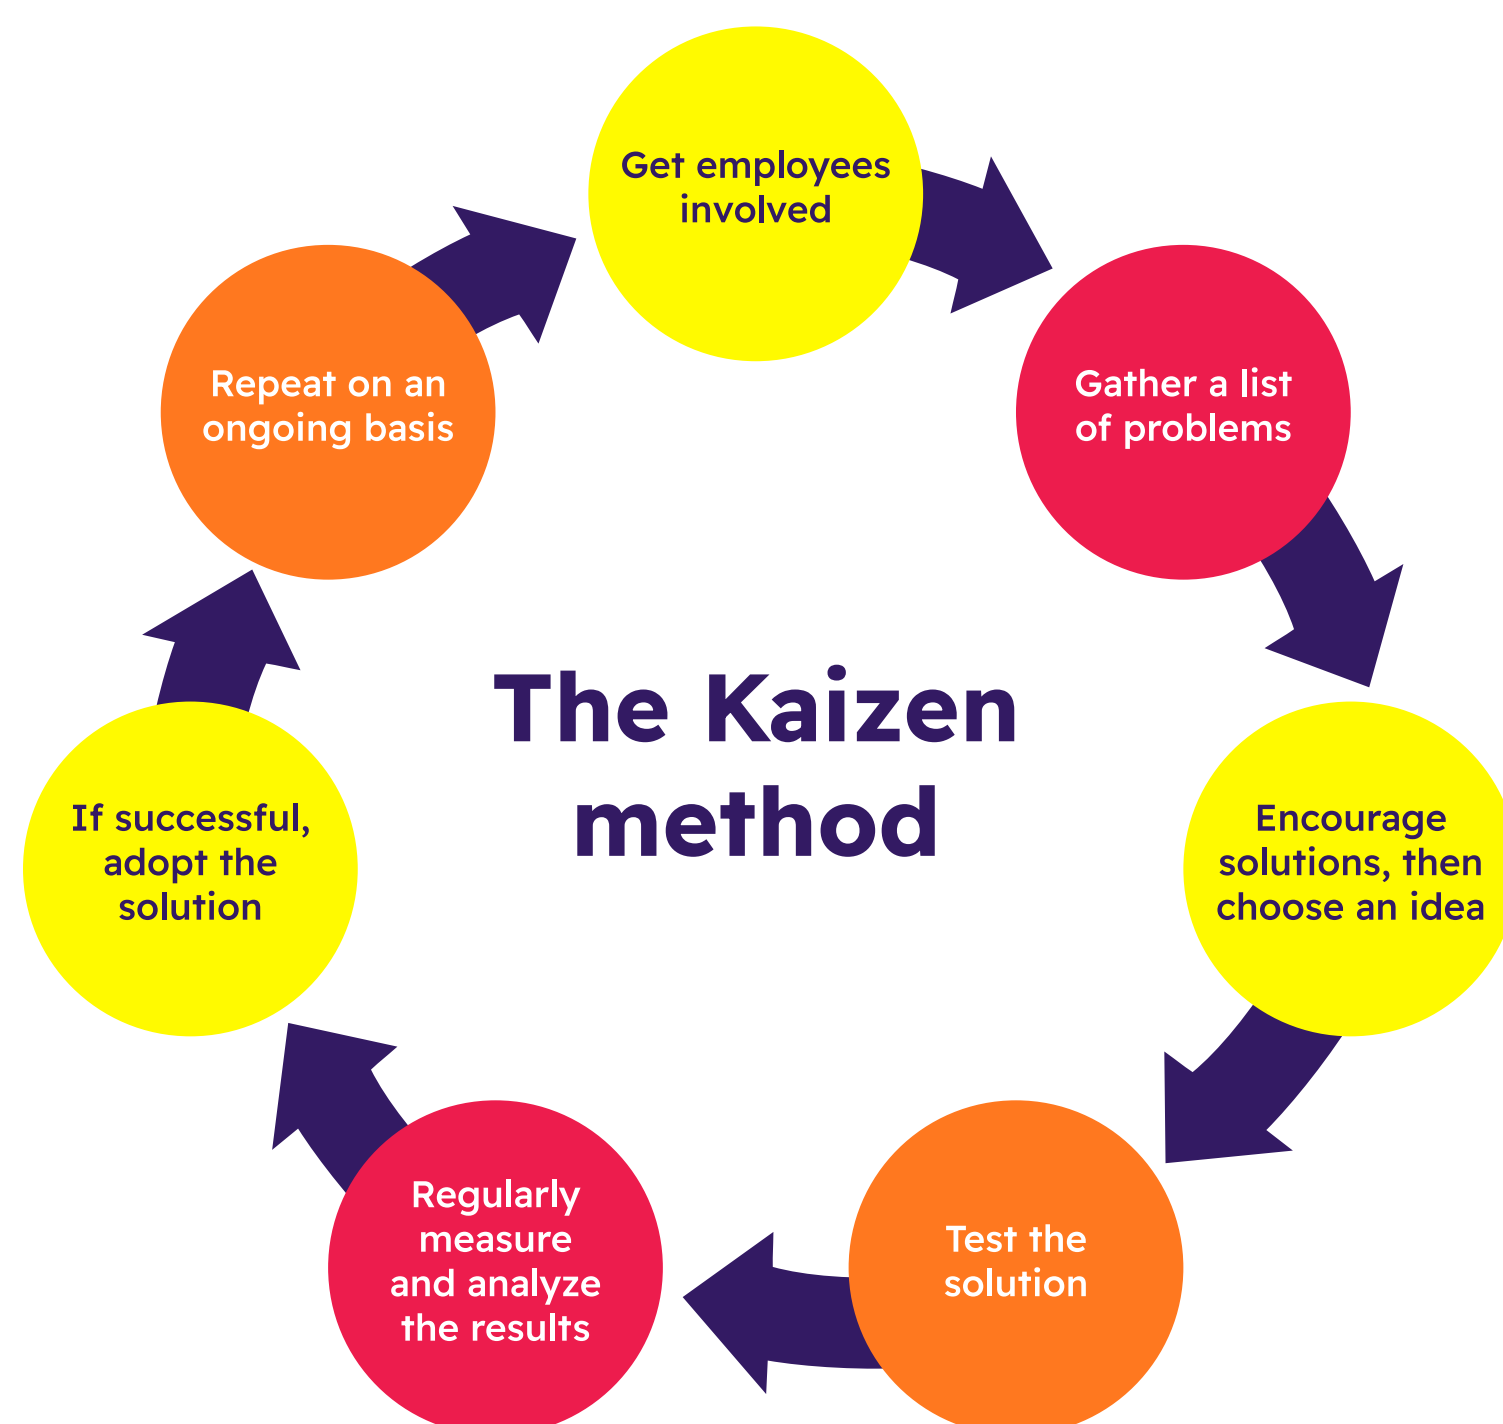 Get employees
involved
Gather a list
of problems
Encourage
solutions, then
choose an idea
Test the
solution
Regularly
measure
and analyze
the results
If successful,
adopt the
solution
Repeat on an
ongoing basis
The Kaizen
method